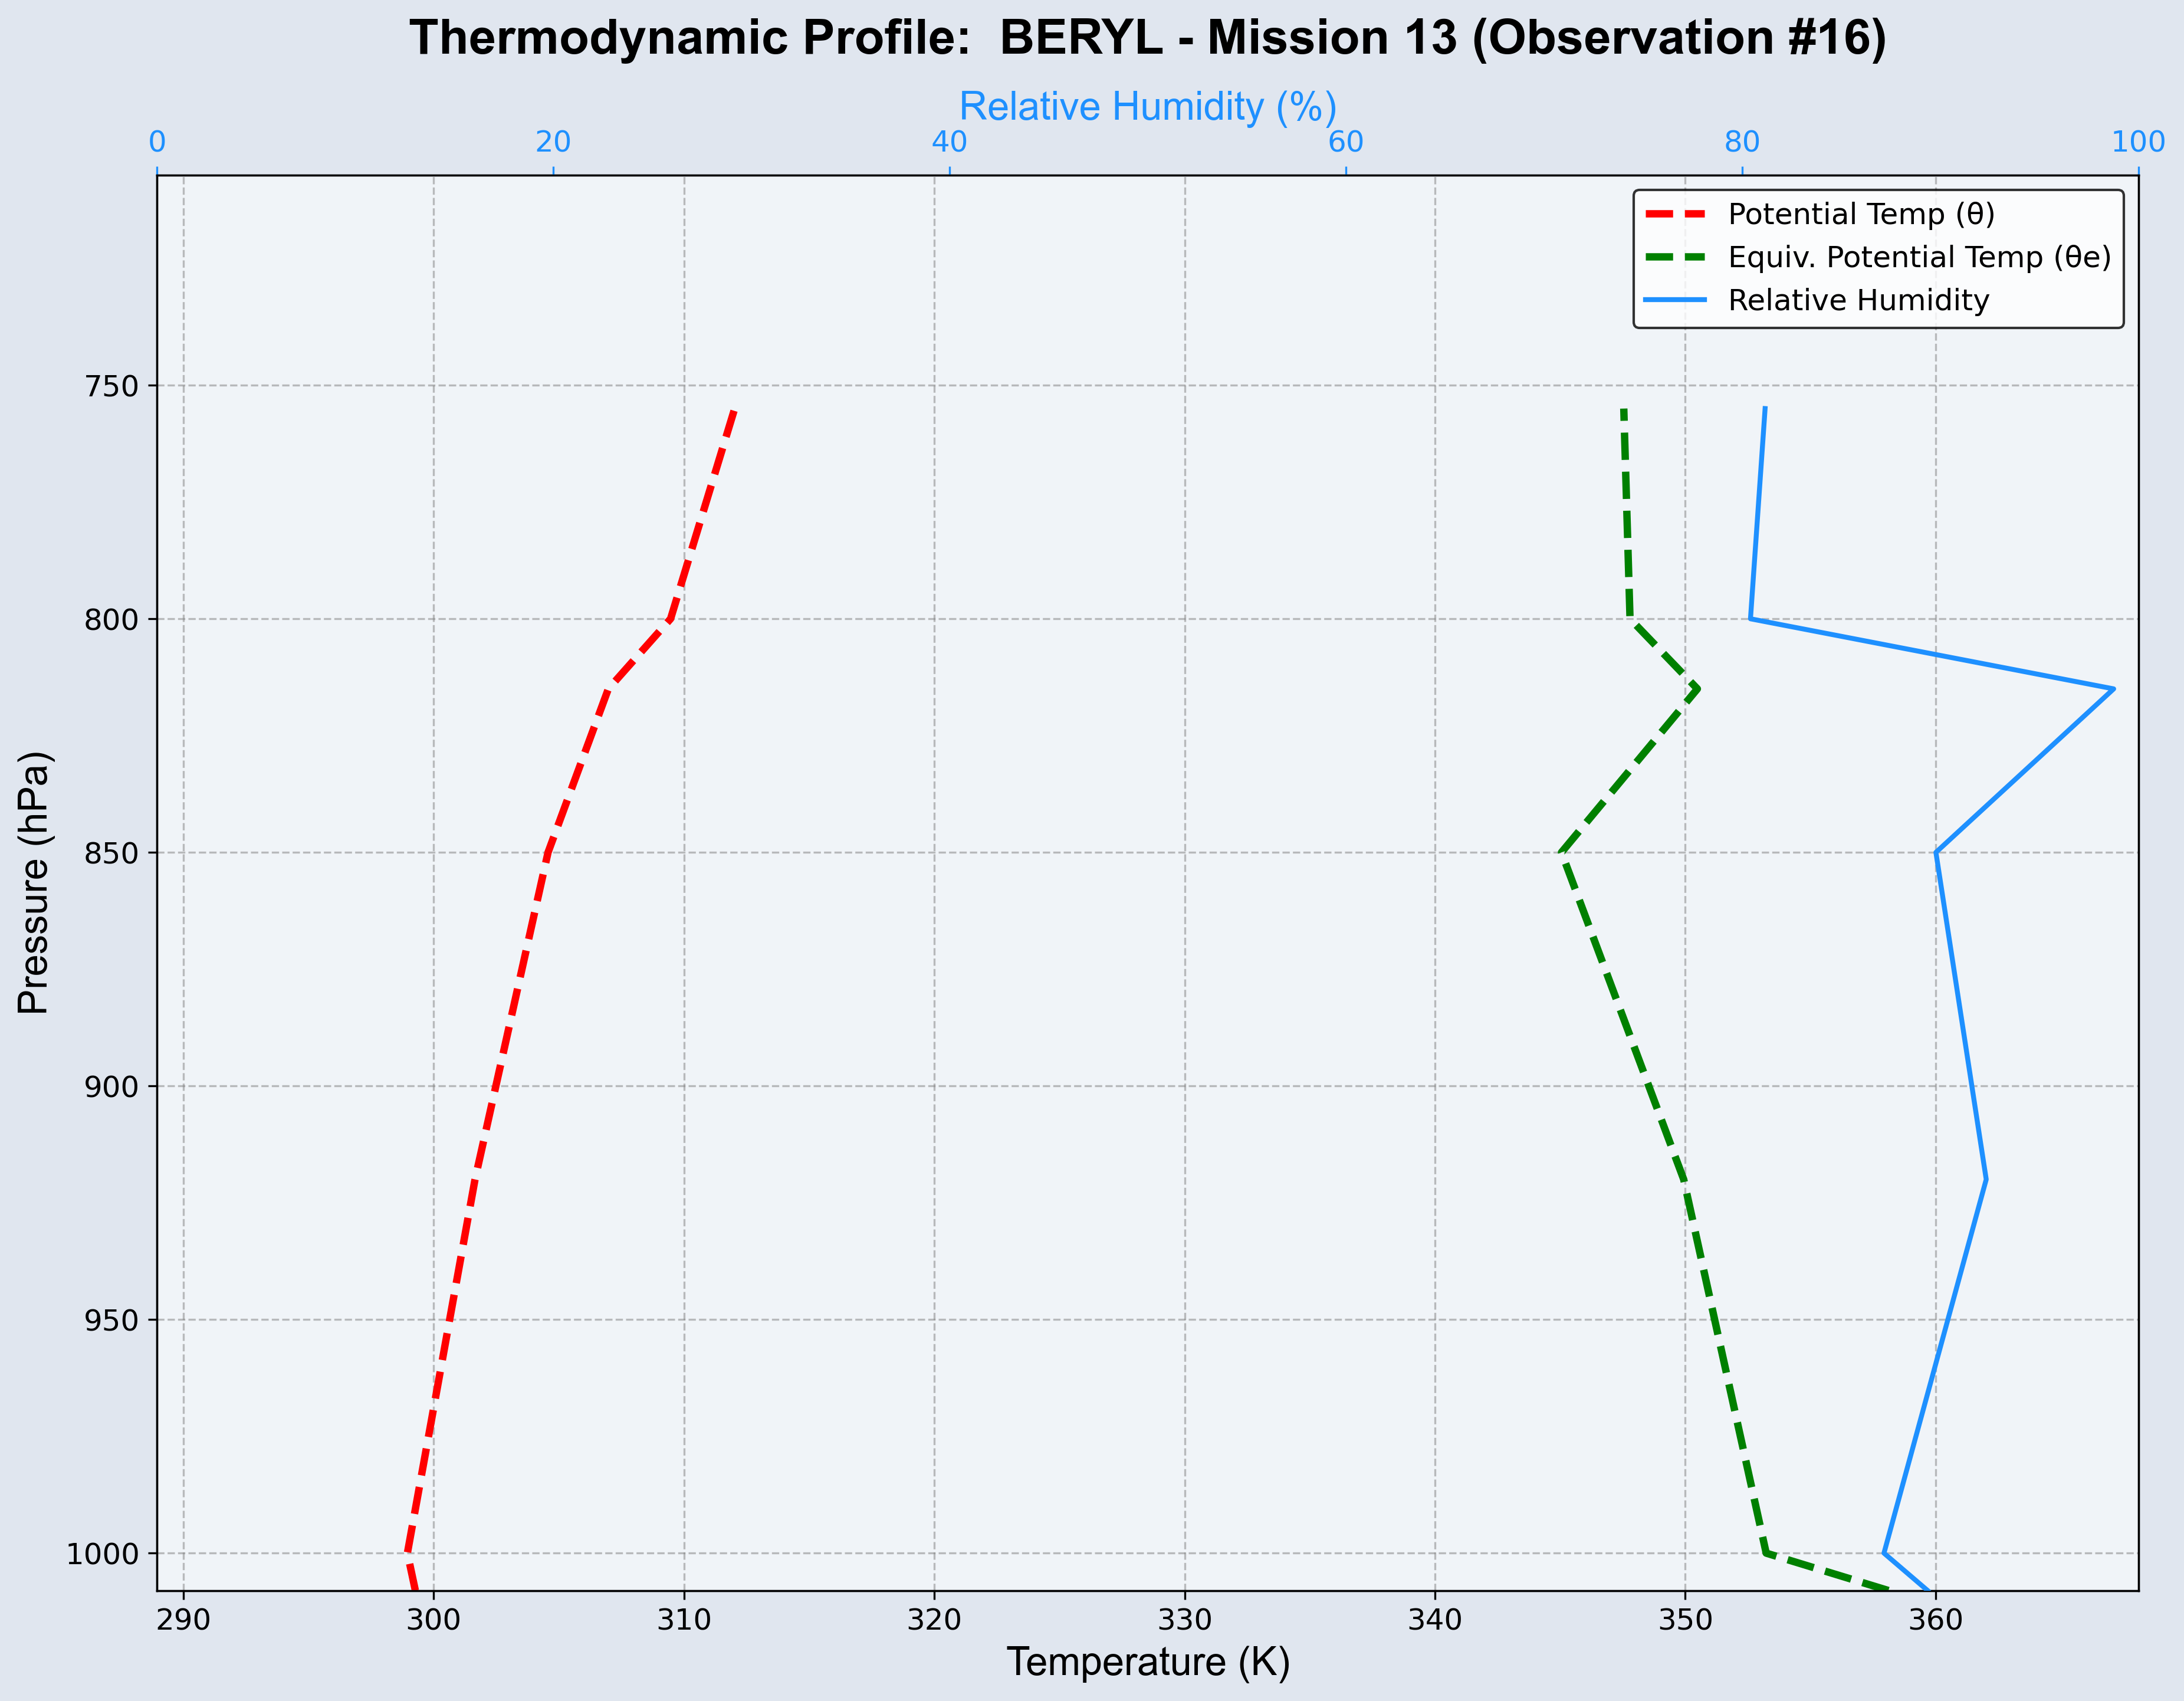 Thermodynamic Profile:  BERYL - Mission 13 (Observation #16)
Relative Humidity (%)
0 20 40 60 80 100
Potential Temp (θ)
Equiv. Potential Temp (θe)
Relative Humidity
750
800
850
900
950
1000
Pressure (hPa)
290 300 310 320 330 340 350 360
Temperature (K)